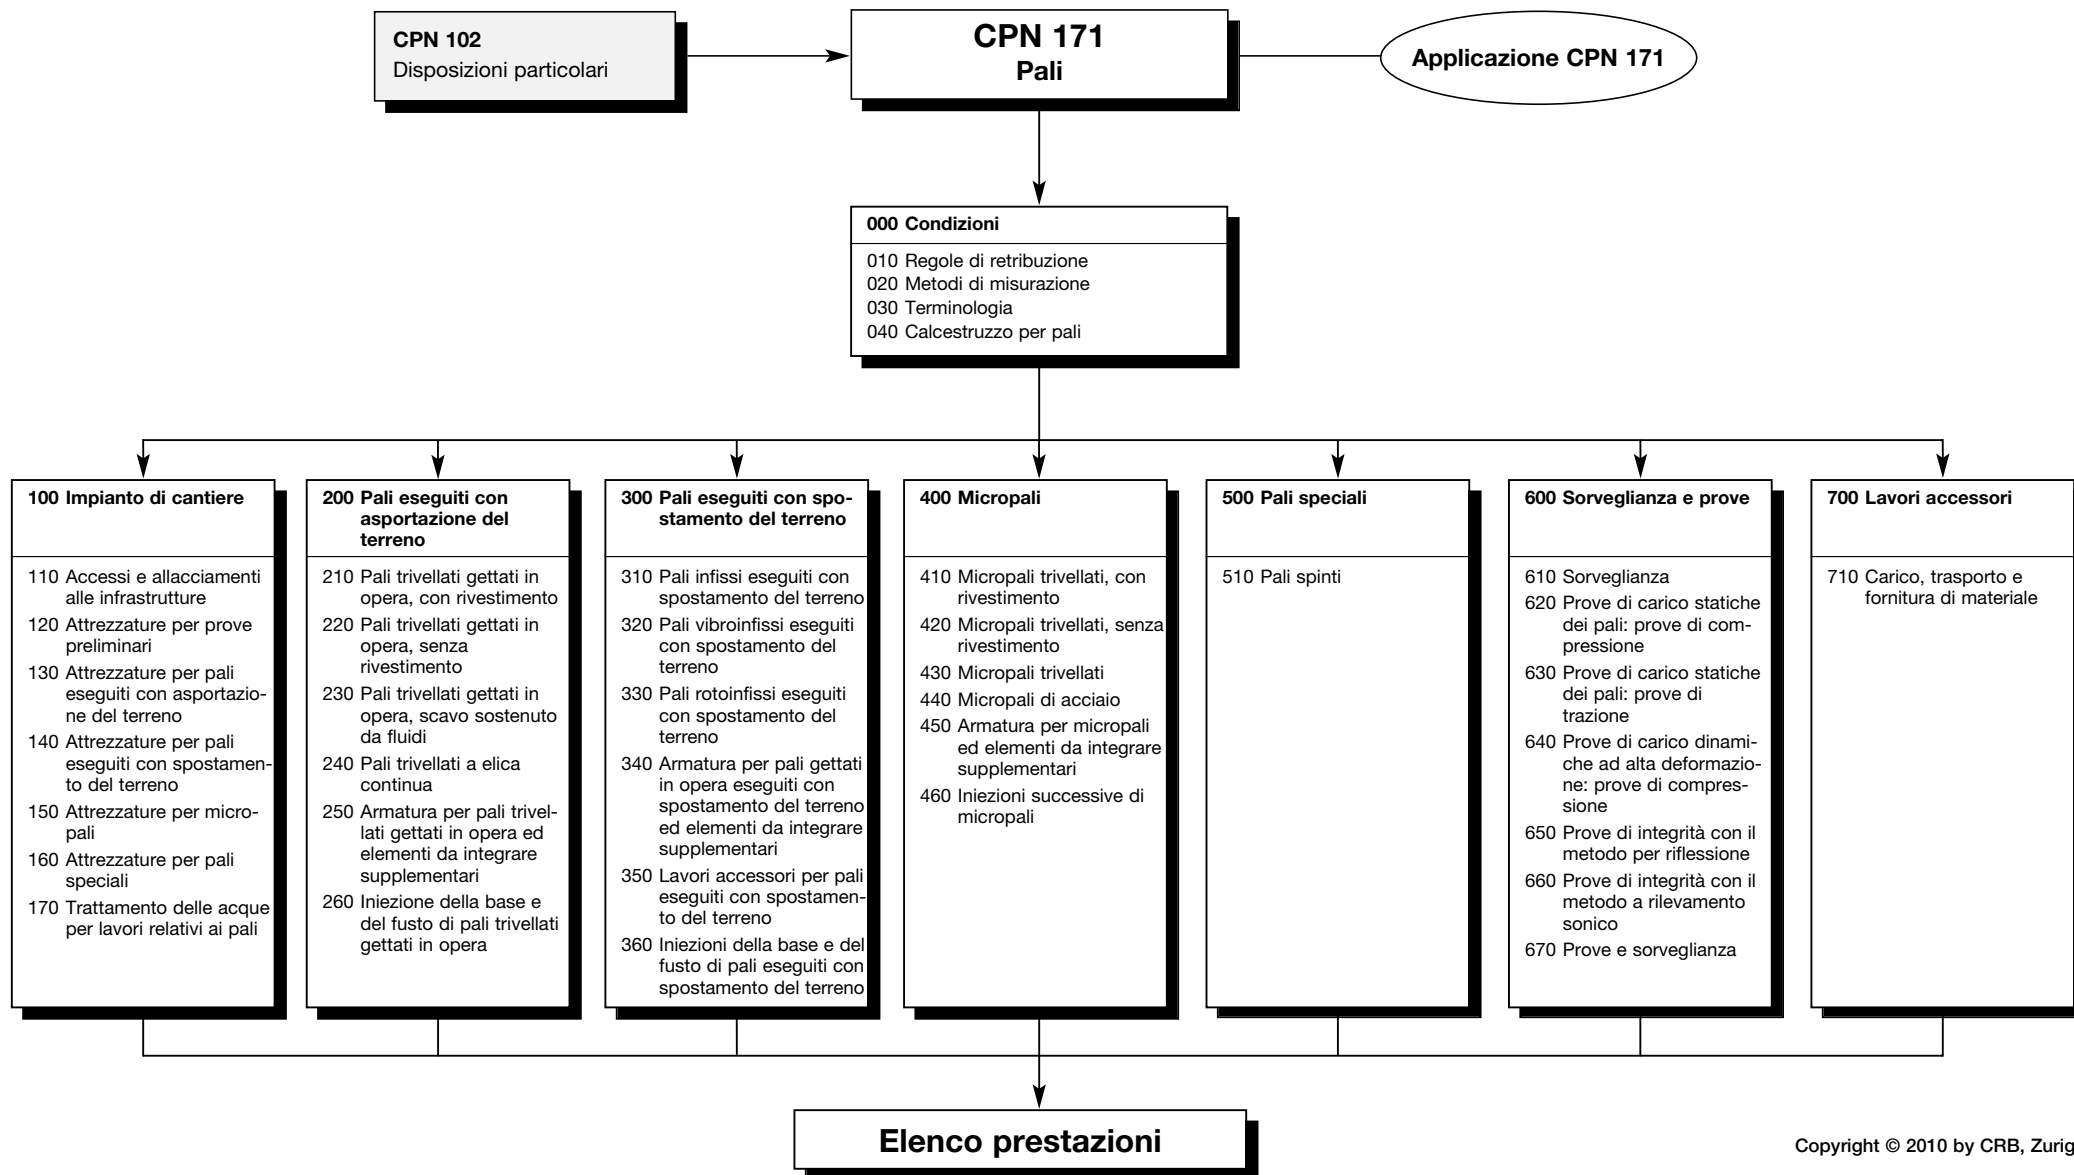 CPN 102
Disposizioni particolari
CPN 171
Pali
Applicazione CPN 171
000 Condizioni
010 Regole di retribuzione
020 Metodi di misurazione
030 Terminologia
040 Calcestruzzo per pali
100 Impianto di cantiere
110 Accessi e allacciamenti
alle infrastrutture
120 Attrezzature per prove
preliminari
130 Attrezzature per pali
eseguiti con asportazio-
ne del terreno
140 Attrezzature per pali
eseguiti con spostamen-
to del terreno
150 Attrezzature per micro-
pali
160 Attrezzature per pali
speciali
170 Trattamento delle acque
per lavori relativi ai pali
200 Pali eseguiti con
asportazione del
terreno
210 Pali trivellati gettati in
opera, con rivestimento
220 Pali trivellati gettati in
opera, senza
rivestimento
230 Pali trivellati gettati in
opera, scavo sostenuto
da fluidi
240 Pali trivellati a elica
continua
250 Armatura per pali trivel-
lati gettati in opera ed
elementi da integrare
supplementari
260 Iniezione della base e
del fusto di pali trivellati
gettati in opera
300 Pali eseguiti con spo-
stamento del terreno
310 Pali infissi eseguiti con
spostamento del terreno
320 Pali vibroinfissi eseguiti
con spostamento del
terreno
330 Pali rotoinfissi eseguiti
con spostamento del
terreno
340 Armatura per pali gettati
in opera eseguiti con
spostamento del terreno
ed elementi da integrare
supplementari
350 Lavori accessori per pali
eseguiti con spostamen-
to del terreno
360 Iniezioni della base e del
fusto di pali eseguiti con
spostamento del terreno
400 Micropali
410 Micropali trivellati, con
rivestimento
420 Micropali trivellati, senza
rivestimento
430 Micropali trivellati
440 Micropali di acciaio
450 Armatura per micropali
ed elementi da integrare
supplementari
460 Iniezioni successive di
micropali
500 Pali speciali
510 Pali spinti
600 Sorveglianza e prove
610 Sorveglianza
620 Prove di carico statiche
dei pali: prove di com-
pressione
630 Prove di carico statiche
dei pali: prove di
trazione
640 Prove di carico dinami-
che ad alta deformazio-
ne: prove di compres-
sione
650 Prove di integrità con il
metodo per riflessione
660 Prove di integrità con il
metodo a rilevamento
sonico
670 Prove e sorveglianza
700 Lavori accessori
710 Carico, trasporto e
fornitura di materiale
Elenco prestazioni
Copyright © 2010 by CRB, Zurig